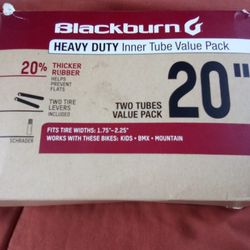 Blackburn
HEAVY DUTY Inner Tube Value Pack
20% THICKER
RUBBER
HELPS
PREVENT
FLATS
TWO TIRE
LEVERS
INCLUDED
SCHRADER
20"
TWO TUBES
VALUE PACK
FITS TIRE WIDTHS: 1.75"-2.25"
WORKS WITH THESE BIKES: KIDS • BMX • MOUNTAIN